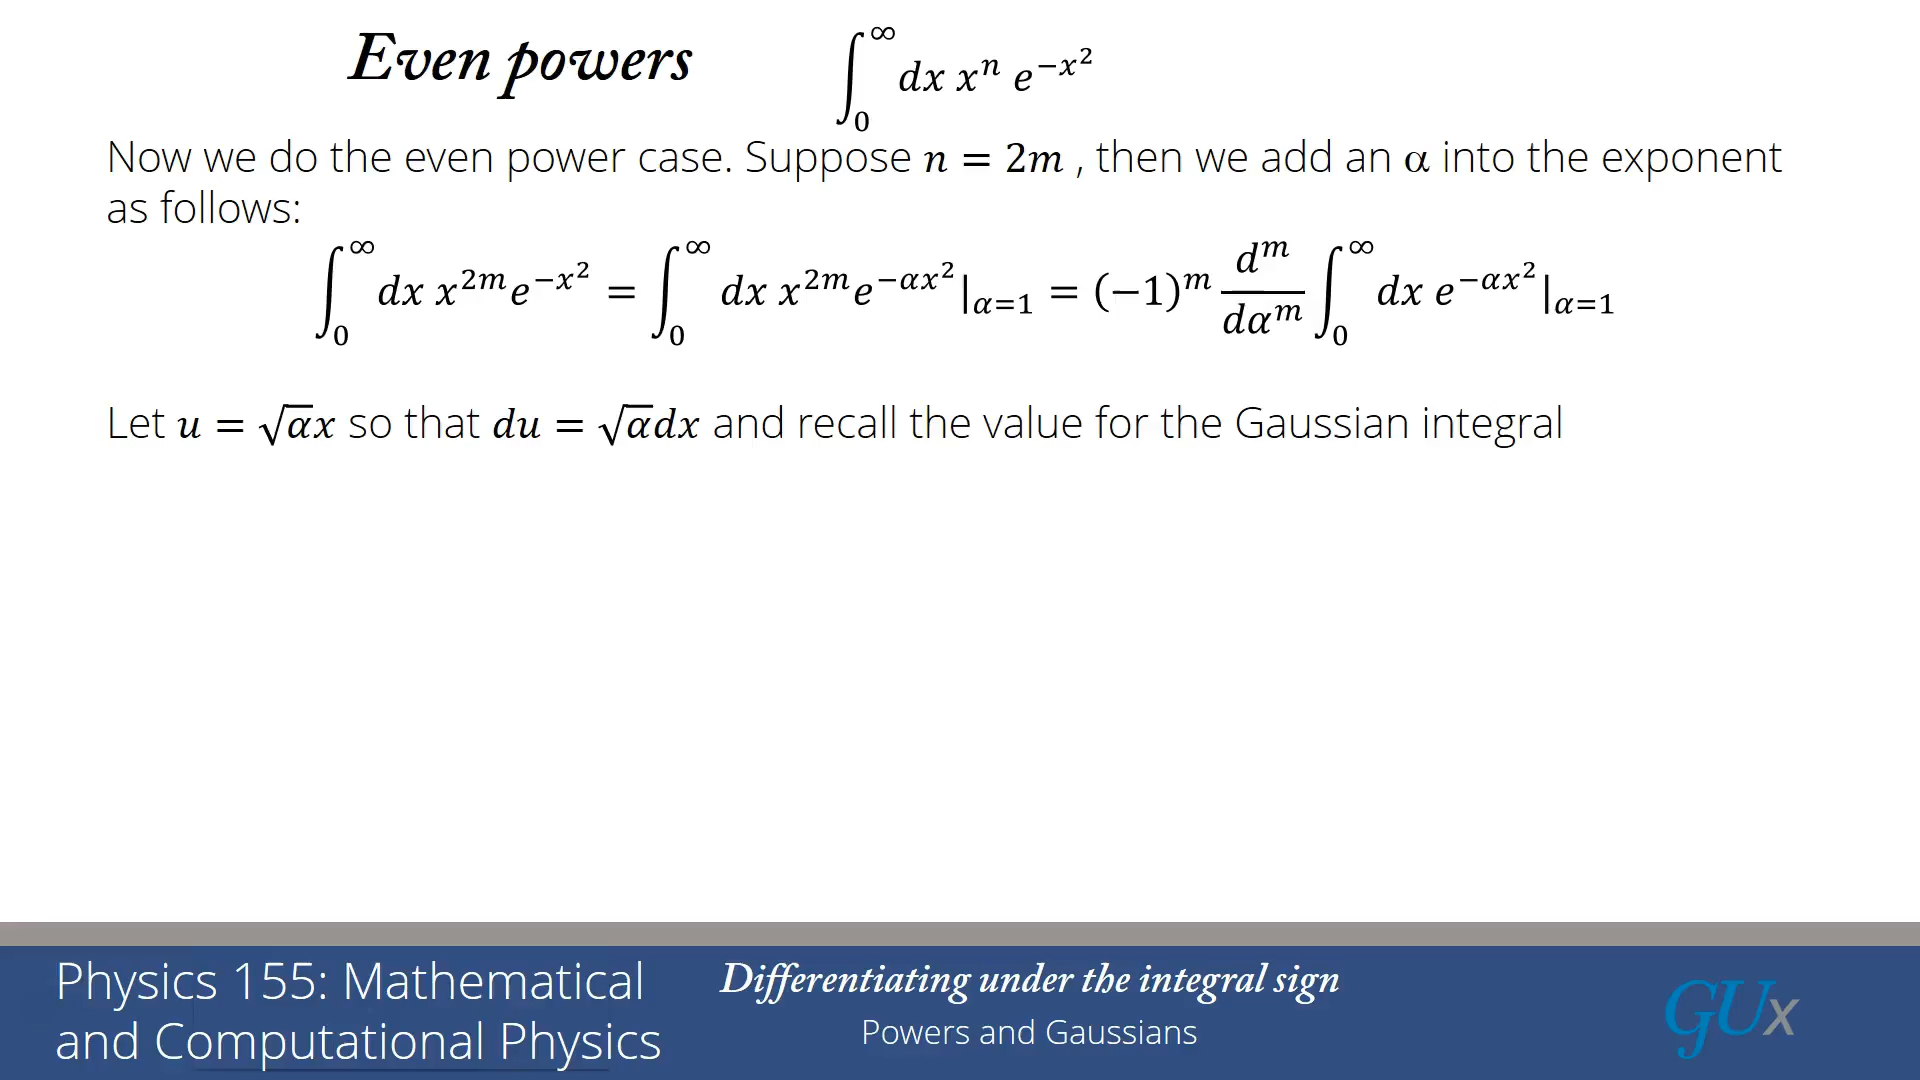 Even powers
∫₀^∞ dx xⁿ e^{−x²}
Now we do the even power case. Suppose n = 2m , then we add an α into the exponent
as follows:
∫₀^∞ dx x^{2m} e^{−x²} = ∫₀^∞ dx x^{2m} e^{−αx²}|_{α=1} = (−1)^m d^m/dα^m ∫₀^∞ dx e^{−αx²}|_{α=1}
Let u = √α x so that du = √α dx and recall the value for the Gaussian integral
Physics 155: Mathematical
and Computational Physics
Differentiating under the integral sign
Powers and Gaussians
GUx